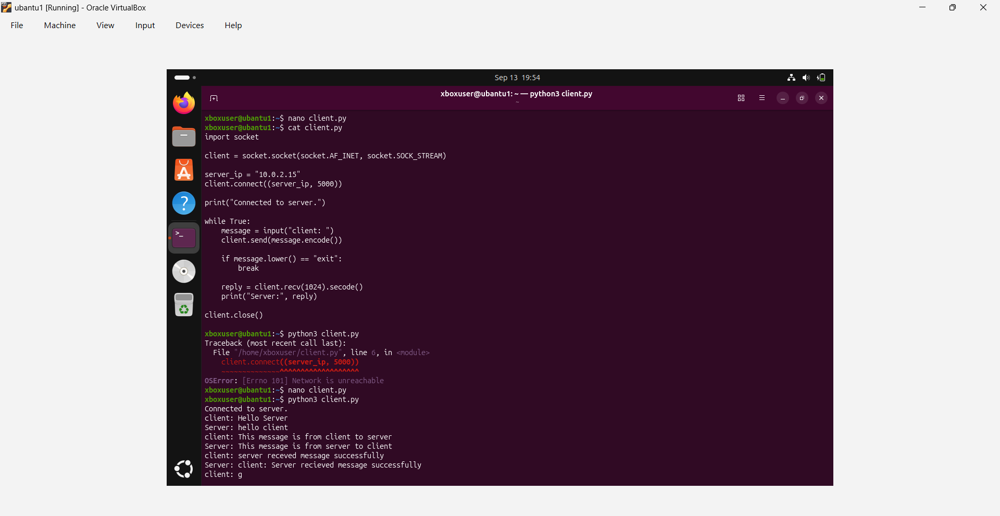 ubantu1 [Running] - Oracle VirtualBox
File Machine View Input Devices Help
Sep 13 19:54
xboxuser@ubantu1: ~ — python3 client.py
~
xboxuser@ubantu1:~$ nano client.py
xboxuser@ubantu1:~$ cat client.py
import socket
client = socket.socket(socket.AF_INET, socket.SOCK_STREAM)
server_ip = "10.0.2.15"
client.connect((server_ip, 5000))
print("Connected to server.")
while True:
    message = input("client: ")
    client.send(message.encode())
    if message.lower() == "exit":
        break
    reply = client.recv(1024).secode()
    print("Server:", reply)
client.close()
xboxuser@ubantu1:~$ python3 client.py
Traceback (most recent call last):
  File "/home/xboxuser/client.py", line 6, in <module>
    client.connect((server_ip, 5000))
    ~~~~~~~~~~~~~~^^^^^^^^^^^^^^^^^^^
OSError: [Errno 101] Network is unreachable
xboxuser@ubantu1:~$ nano client.py
xboxuser@ubantu1:~$ python3 client.py
Connected to server.
client: Hello Server
Server: hello client
client: This message is from client to server
Server: This message is from server to client
client: server receved message successfully
Server: client: Server recieved message successfully
client: g